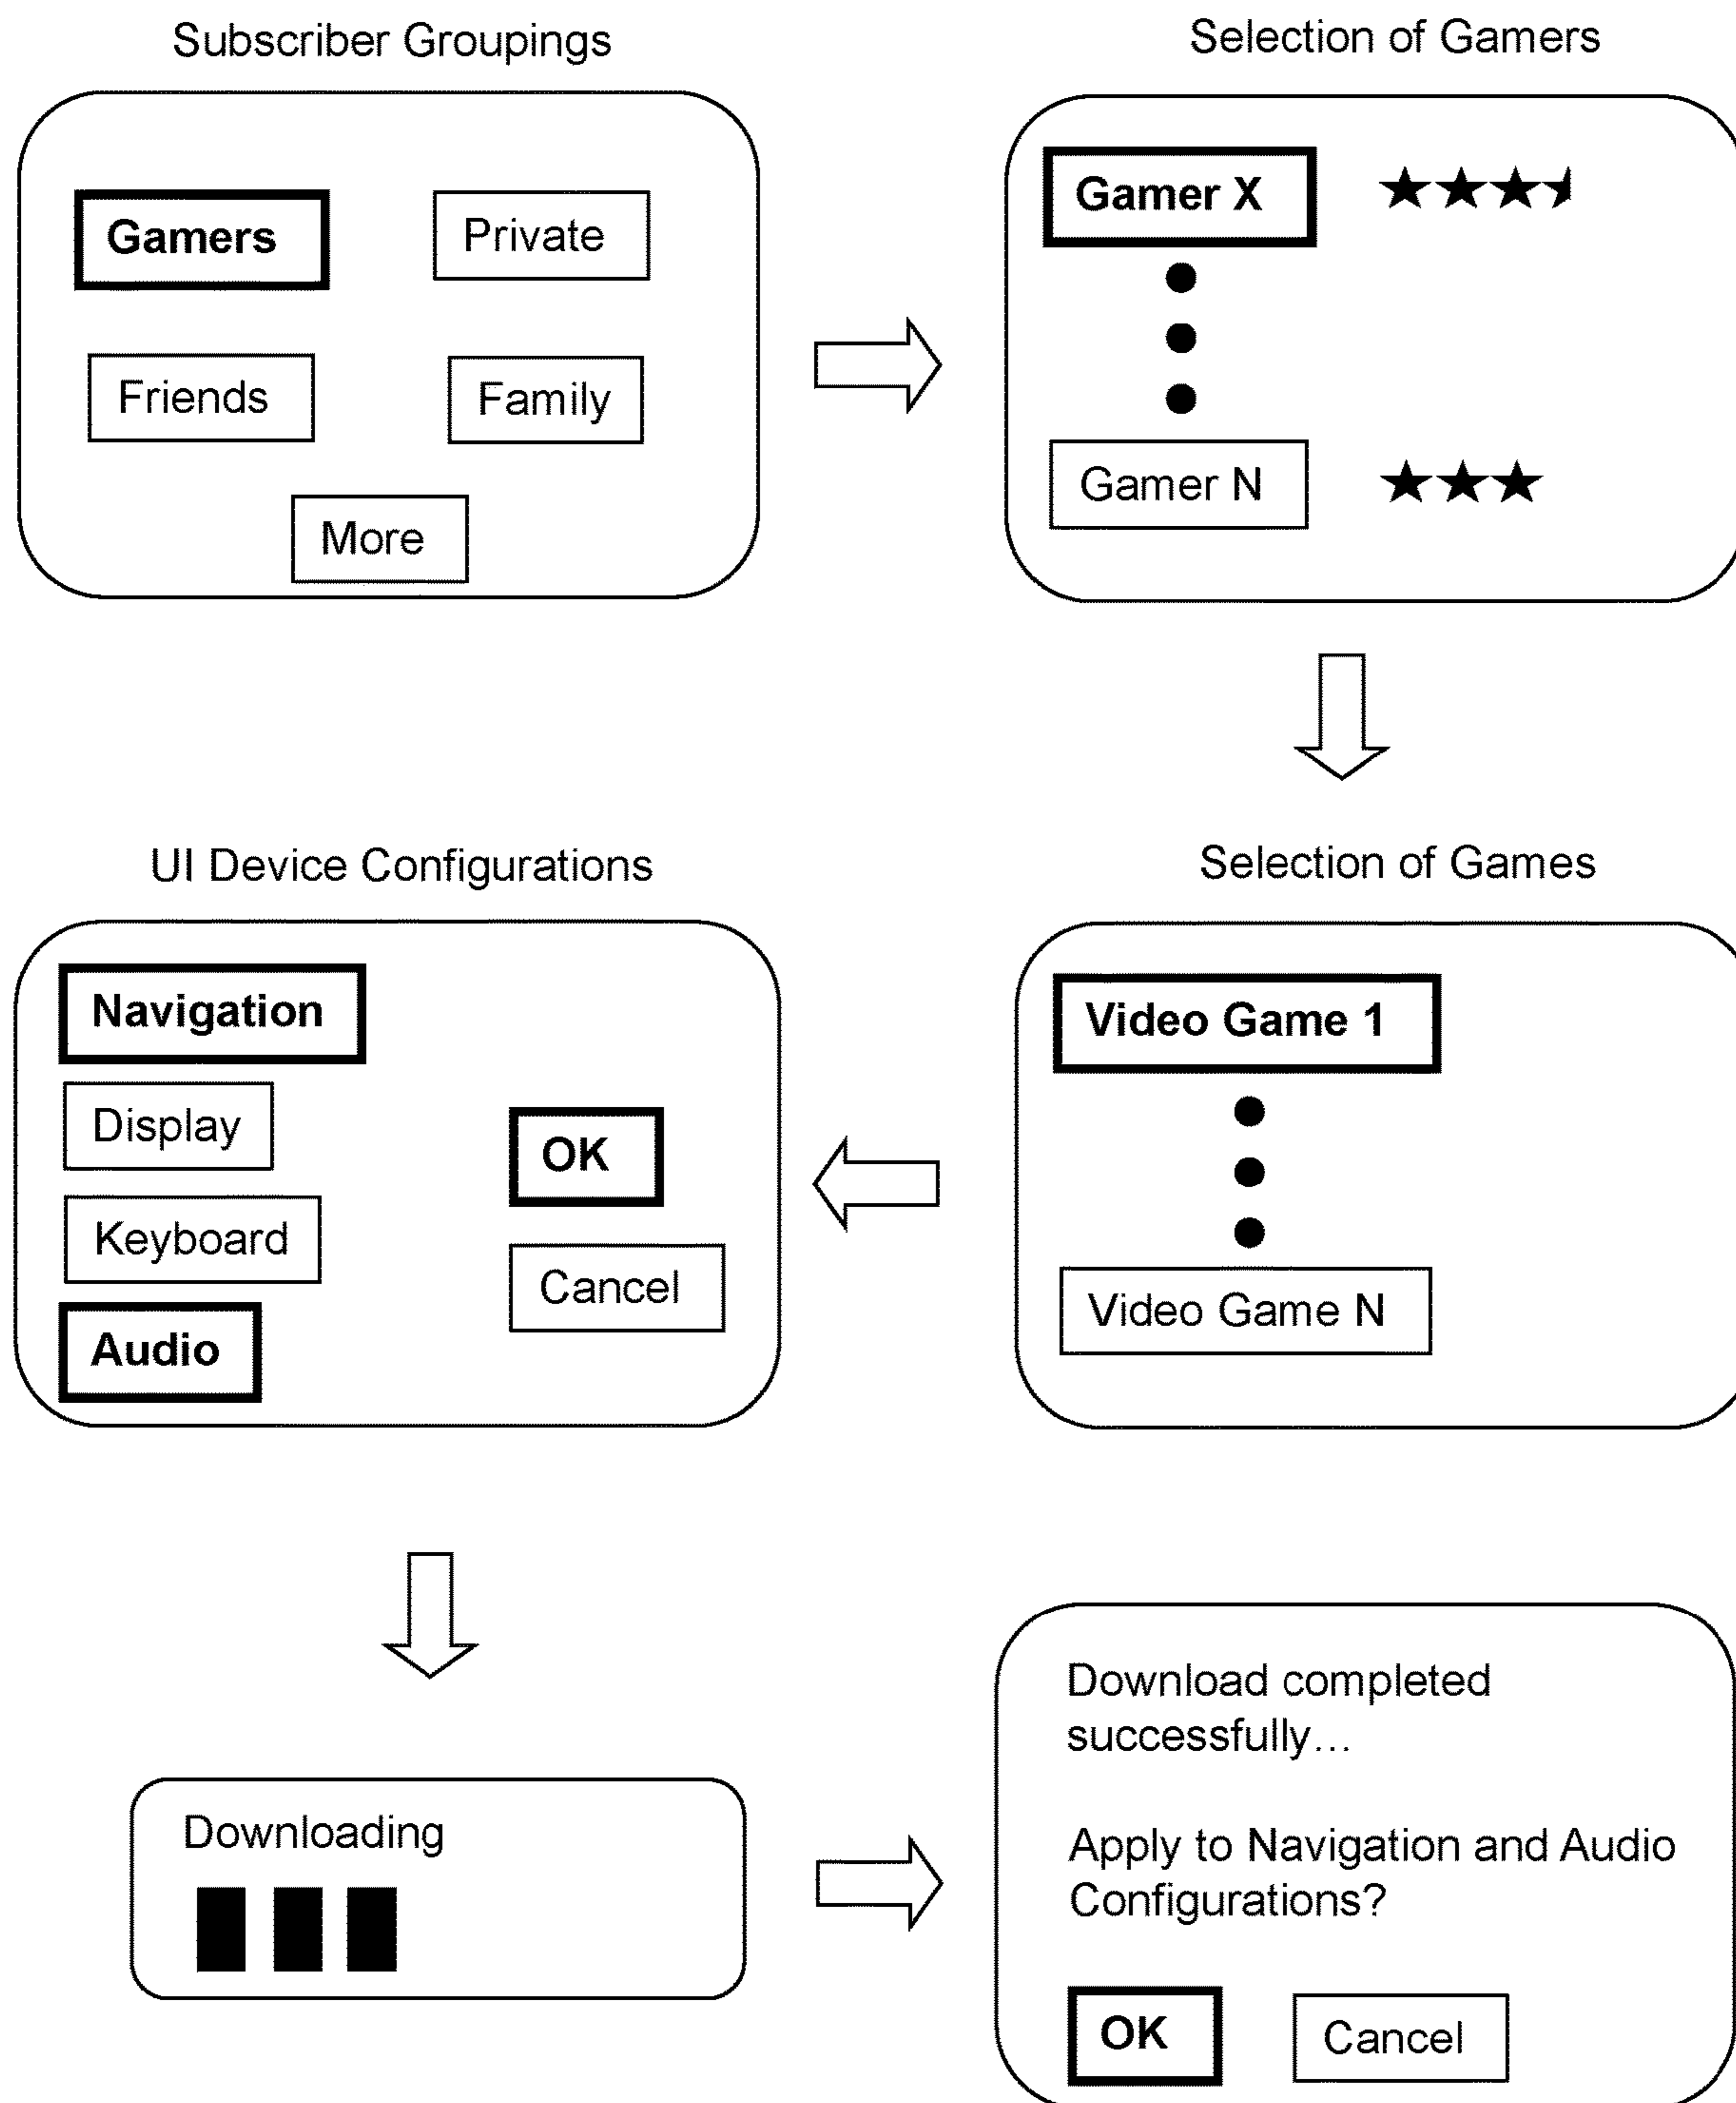 Subscriber Groupings
Gamers
Private
Friends
Family
More
Selection of Gamers
Gamer X
Gamer N
Selection of Games
Video Game 1
Video Game N
UI Device Configurations
Navigation
Display
Keyboard
Audio
OK
Cancel
Downloading
Download completed
successfully...
Apply to Navigation and Audio
Configurations?
OK
Cancel